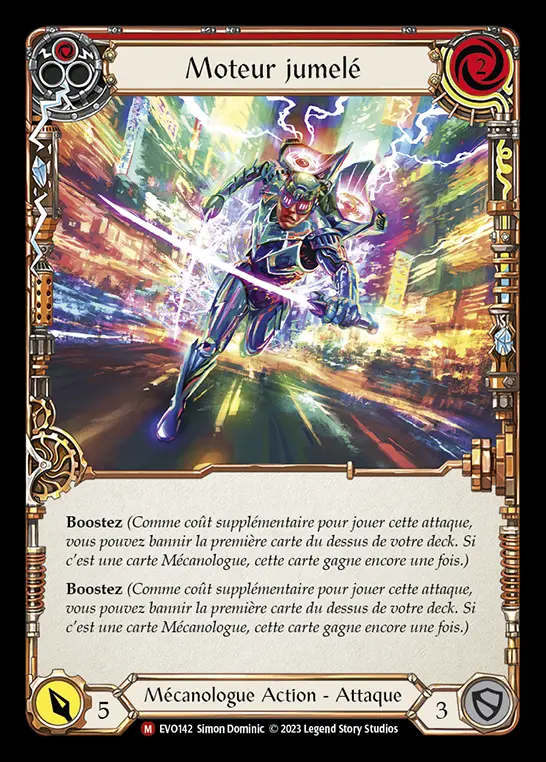 Moteur jumelé
2
Boostez (Comme coût supplémentaire pour jouer cette attaque,
vous pouvez bannir la première carte du dessus de votre deck. Si
c'est une carte Mécanologue, cette carte gagne encore une fois.)
Boostez (Comme coût supplémentaire pour jouer cette attaque,
vous pouvez bannir la première carte du dessus de votre deck. Si
c'est une carte Mécanologue, cette carte gagne encore une fois.)
5
Mécanologue Action - Attaque
3
M EVO142 Simon Dominic © 2023 Legend Story Studios